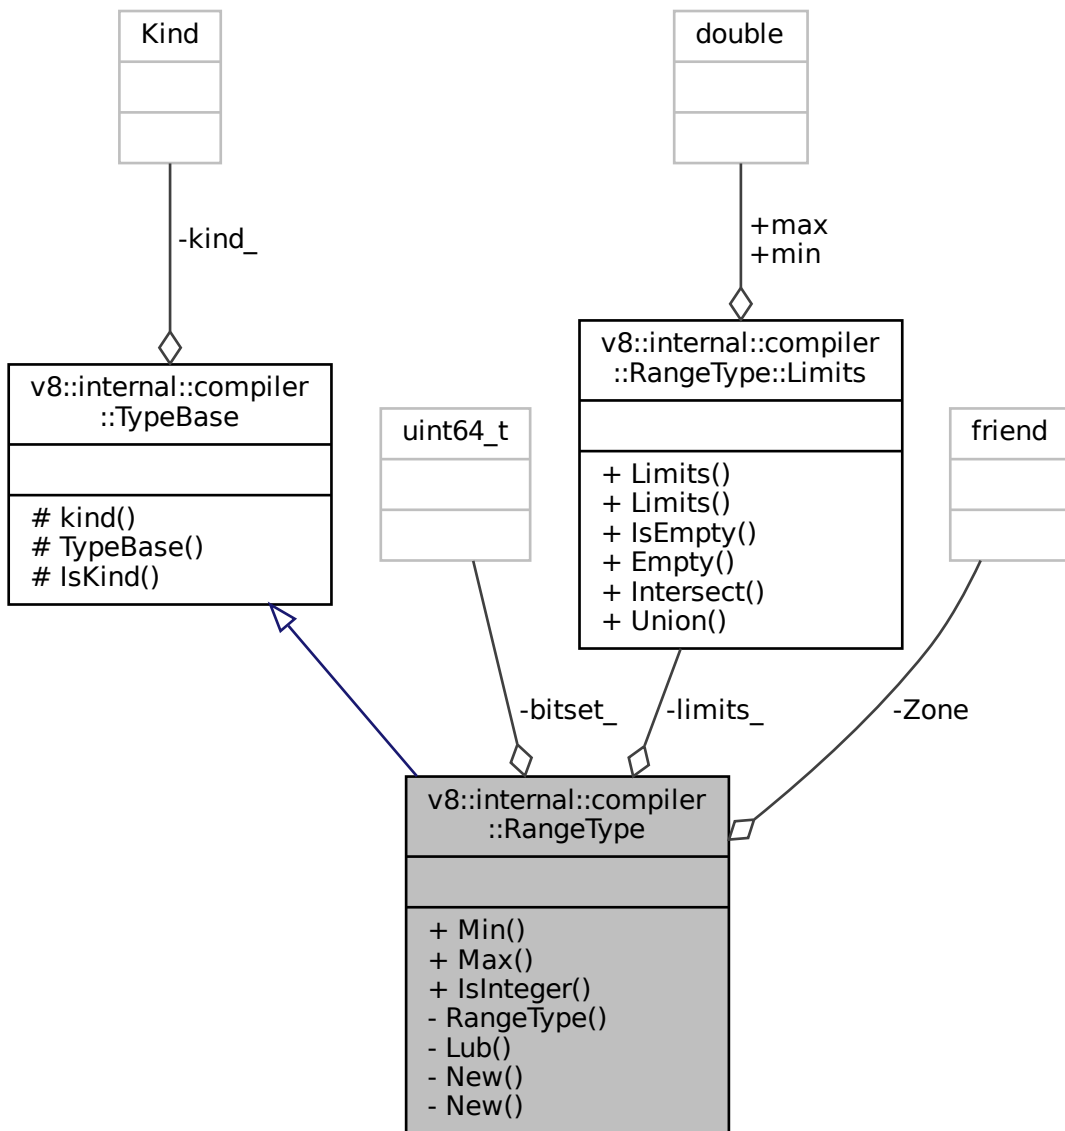 Kind
double
+max
+min
-kind_
v8::internal::compiler
::RangeType::Limits
+ Limits()
+ Limits()
+ IsEmpty()
+ Empty()
+ Intersect()
+ Union()
v8::internal::compiler
::TypeBase
# kind()
# TypeBase()
# IsKind()
uint64_t
friend
-bitset_
-limits_
-Zone
v8::internal::compiler
::RangeType
+ Min()
+ Max()
+ IsInteger()
- RangeType()
- Lub()
- New()
- New()